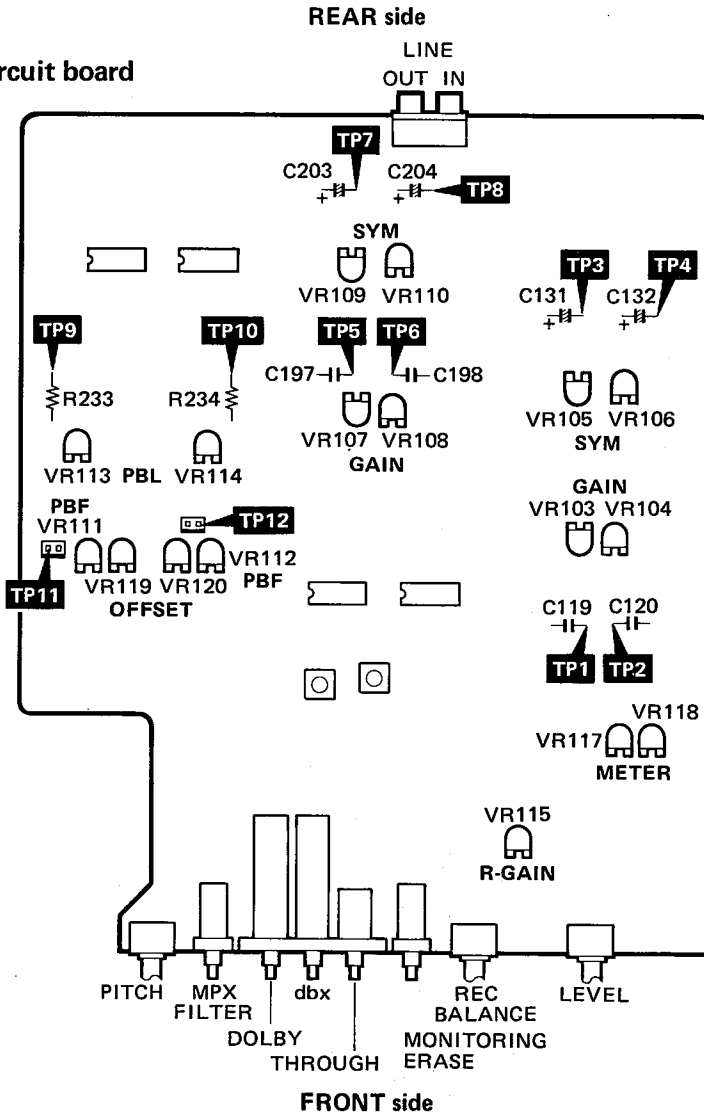 REAR side
LINE
rcuit board
OUT IN
TP7
C203 C204
+ + TP8
SYM
TP3 TP4
VR109 VR110
C131 C132
+ +
TP9 TP10 TP5 TP6
C197 C198
R233 R234
VR105 VR106
SYM
VR107 VR108
GAIN
VR113 PBL VR114
GAIN
PBF
VR111
VR103 VR104
TP12
VR112
PBF
VR119 VR120
TP11
OFFSET
C119 C120
TP1 TP2
VR118
VR117
METER
VR115
R-GAIN
PITCH MPX FILTER dbx REC BALANCE LEVEL
DOLBY MONITORING ERASE
THROUGH
FRONT side